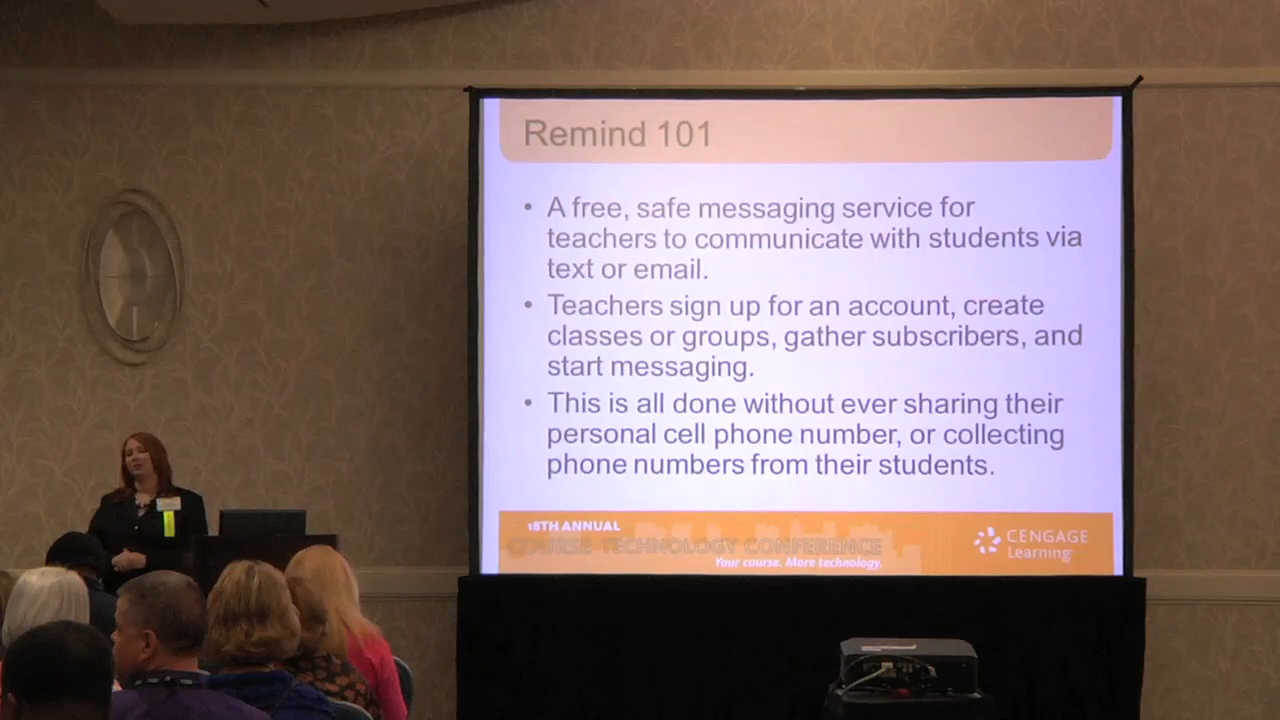 Remind 101
• A free, safe messaging service for
teachers to communicate with students via
text or email.
• Teachers sign up for an account, create
classes or groups, gather subscribers, and
start messaging.
• This is all done without ever sharing their
personal cell phone number, or collecting
phone numbers from their students.
18TH ANNUAL
COURSE TECHNOLOGY CONFERENCE
Your course. More technology.
CENGAGE
Learning